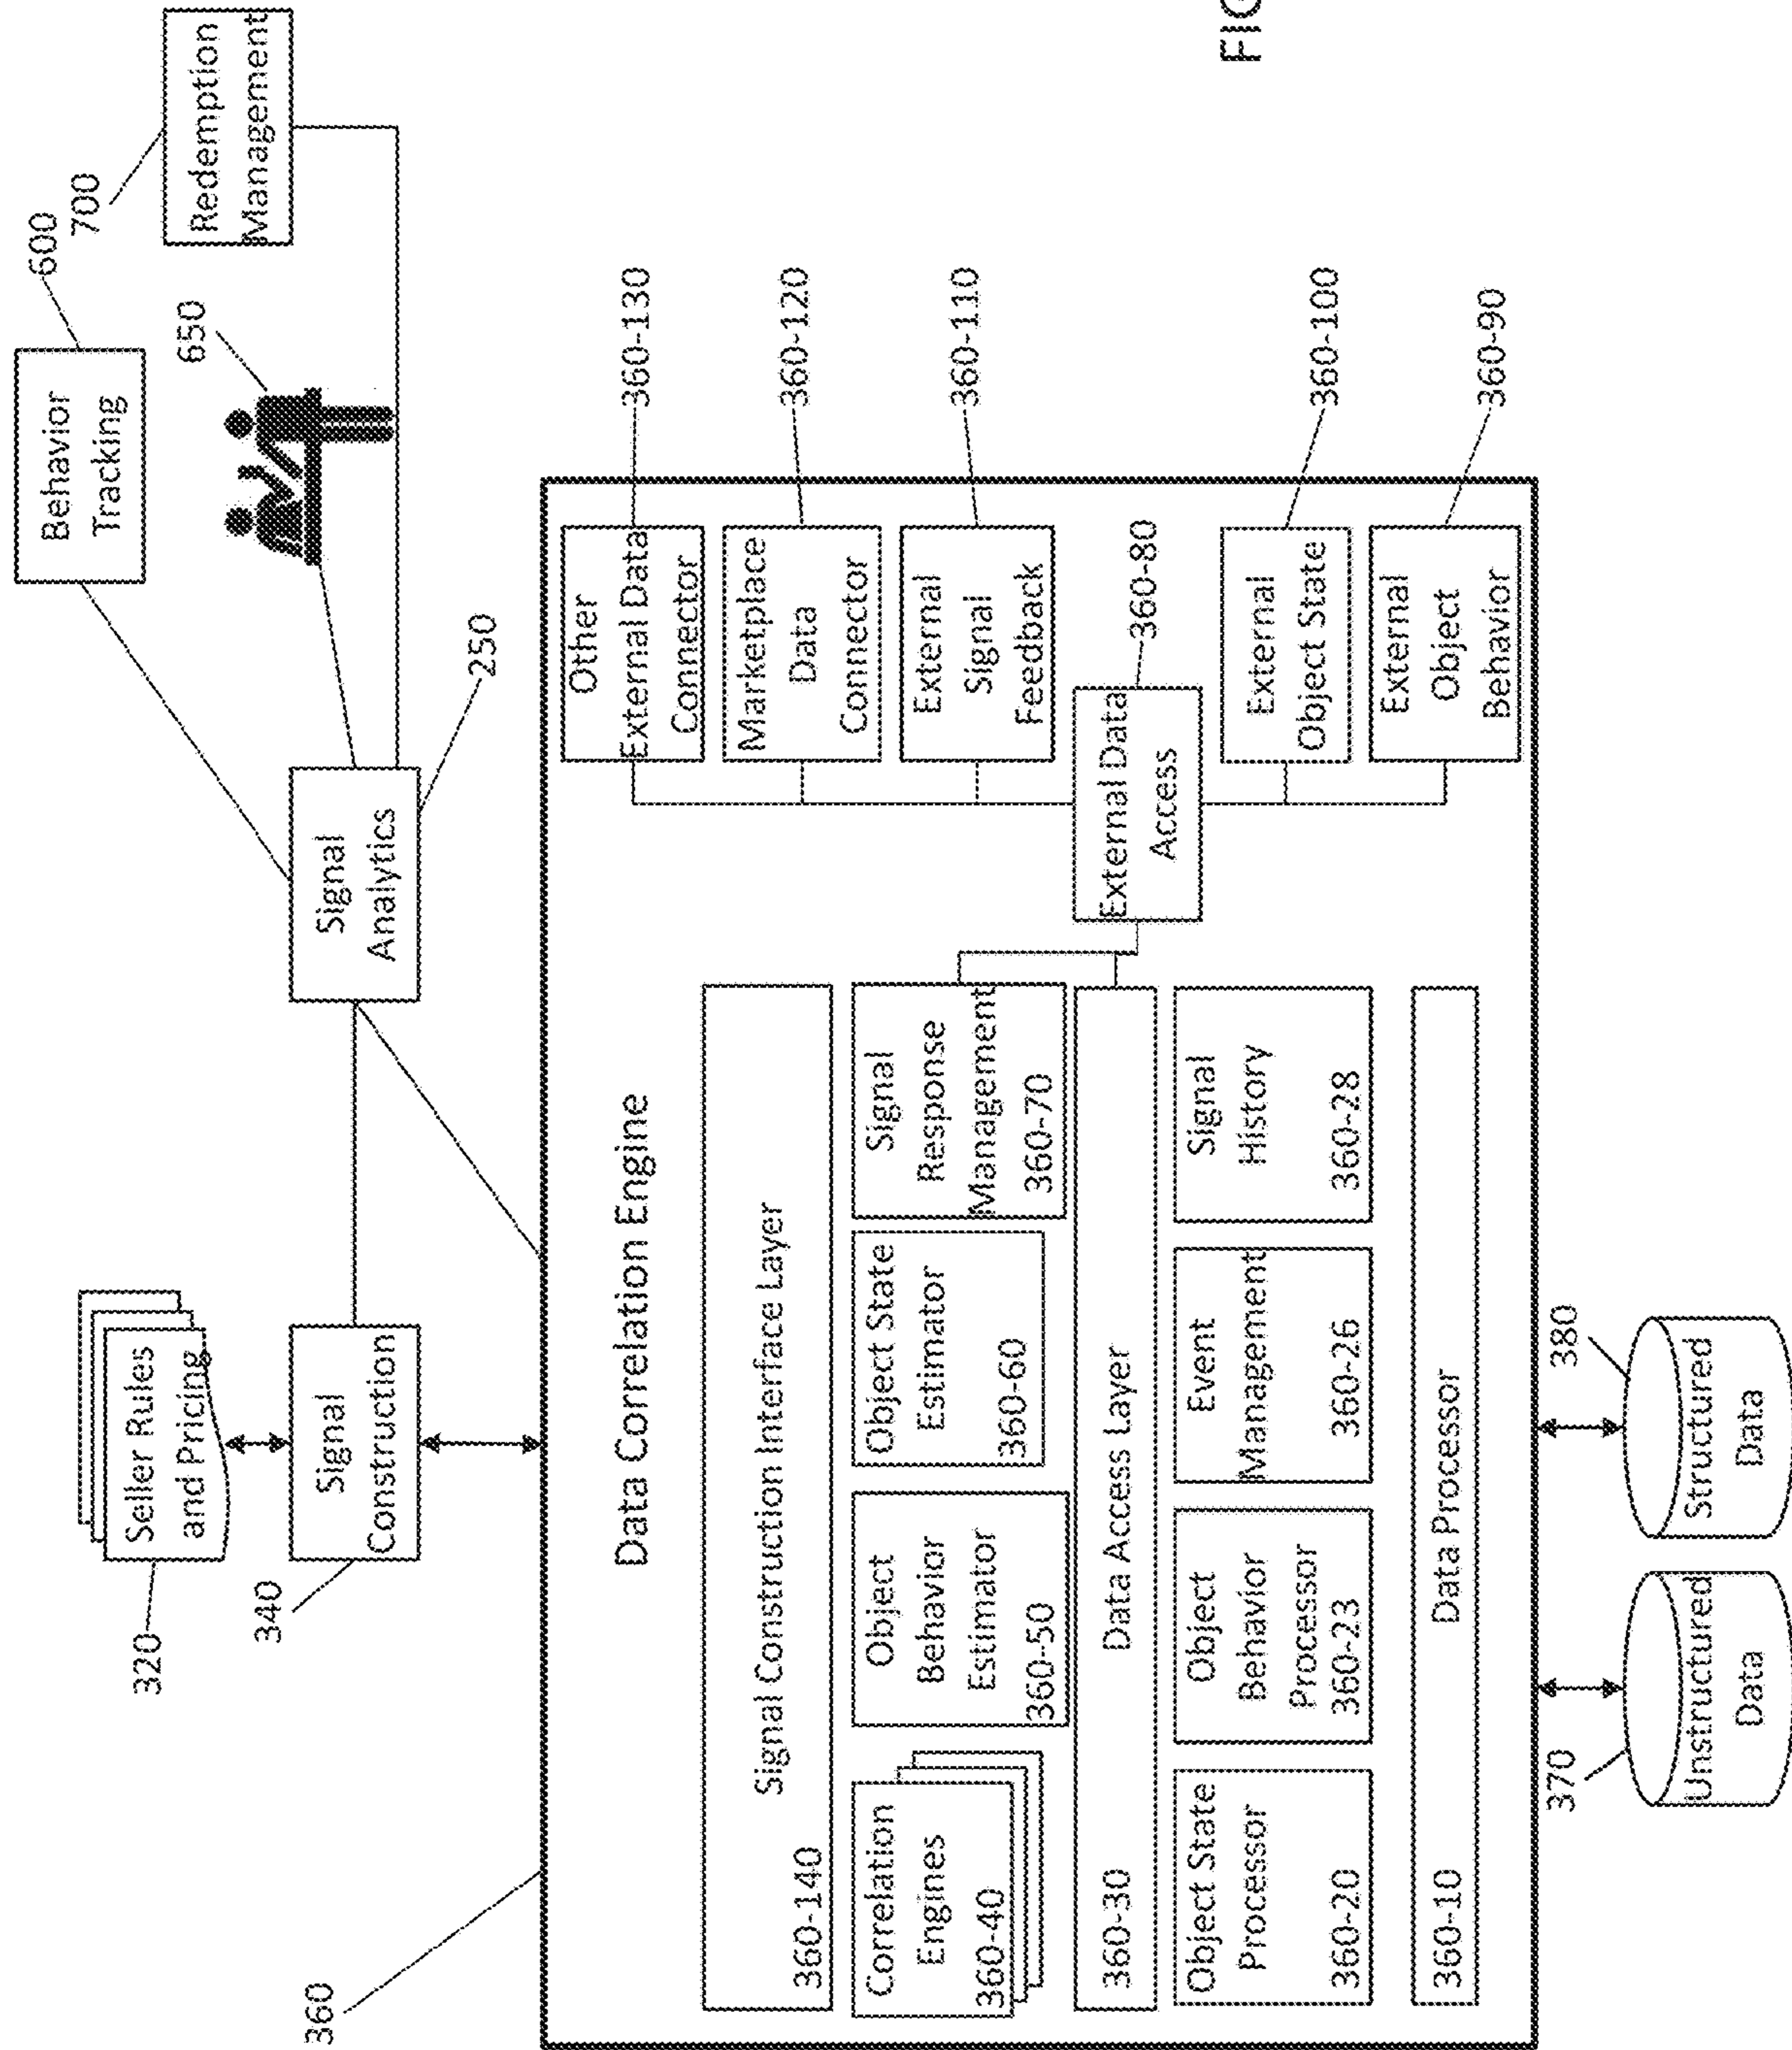 320
Seller Rules
and Pricing
340
Signal
Construction
Signal
Analytics
250
Behavior
Tracking
600
650
Redemption
Management
700
360
Data Correlation Engine
Signal Construction Interface Layer
360-140
Correlation
Engines
360-40
Object
Behavior
Estimator
360-50
Object State
Estimator
360-60
Signal
Response
Management
360-70
Data Access Layer
360-30
Object State
Processor
360-20
Object
Behavior
Processor
360-23
Event
Management
360-26
Signal
History
360-28
Data Processor
360-10
External Data
Access
360-80
Other
External Data
Connector
360-130
Marketplace
Data
Connector
360-120
External
Signal
Feedback
360-110
External
Object State
360-100
External
Object
Behavior
360-90
370
Unstructured
Data
380
Structured
Data